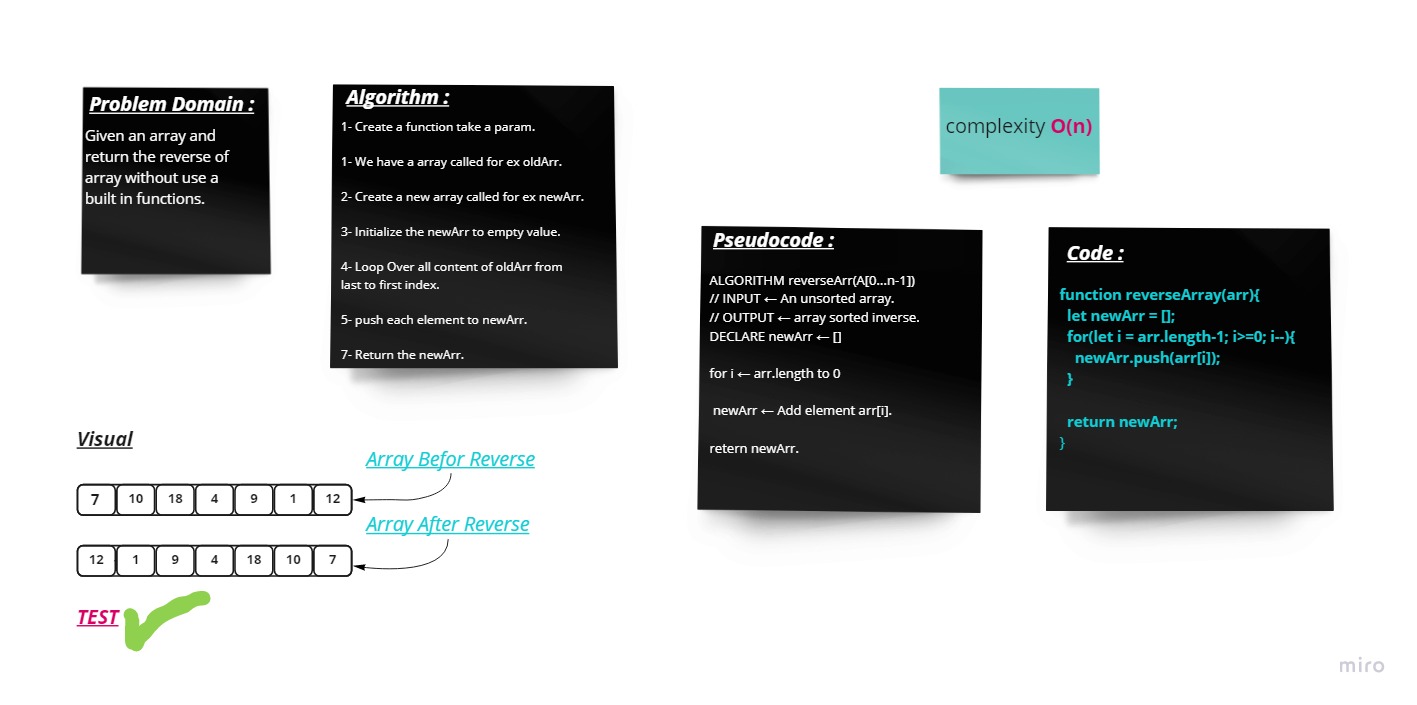 Problem Domain :
Given an array and
return the reverse of
array without use a
built in functions.
Algorithm :
1- Create a function take a param.
1- We have a array called for ex oldArr.
2- Create a new array called for ex newArr.
3- Initialize the newArr to empty value.
4- Loop Over all content of oldArr from
last to first index.
5- push each element to newArr.
7- Return the newArr.
complexity O(n)
Pseudocode :
ALGORITHM reverseArr(A[0...n-1])
// INPUT ← An unsorted array.
// OUTPUT ← array sorted inverse.
DECLARE newArr ← []
for i ← arr.length to 0
newArr ← Add element arr[i].
retern newArr.
Code :
function reverseArray(arr){
let newArr = [];
for(let i = arr.length-1; i>=0; i--){
newArr.push(arr[i]);
}
return newArr;
}
Visual
Array Befor Reverse
7 10 18 4 9 1 12
Array After Reverse
12 1 9 4 18 10 7
TEST
miro